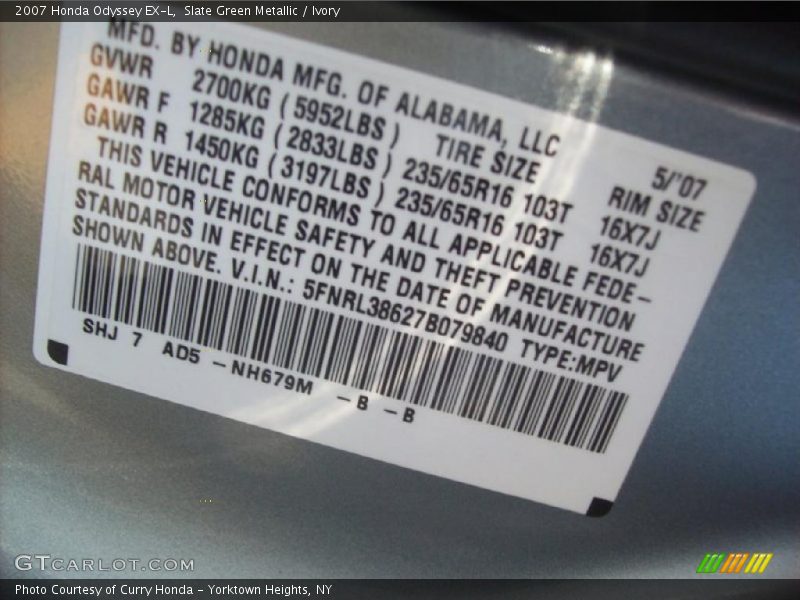 2007 Honda Odyssey EX-L, Slate Green Metallic / Ivory
MFD. BY HONDA MFG. OF ALABAMA, LLC 5/'07
GVWR 2700KG (5952LBS) TIRE SIZE RIM SIZE
GAWR F 1285KG (2833LBS) 235/65R16 103T 16X7J
GAWR R 1450KG (3197LBS) 235/65R16 103T 16X7J
THIS VEHICLE CONFORMS TO ALL APPLICABLE FEDE-
RAL MOTOR VEHICLE SAFETY AND THEFT PREVENTION
STANDARDS IN EFFECT ON THE DATE OF MANUFACTURE
SHOWN ABOVE. V.I.N.: 5FNRL38627B079840 TYPE:MPV
SHJ 7 AD5 -NH679M -B -B
GTCARLOT.COM
Photo Courtesy of Curry Honda - Yorktown Heights, NY